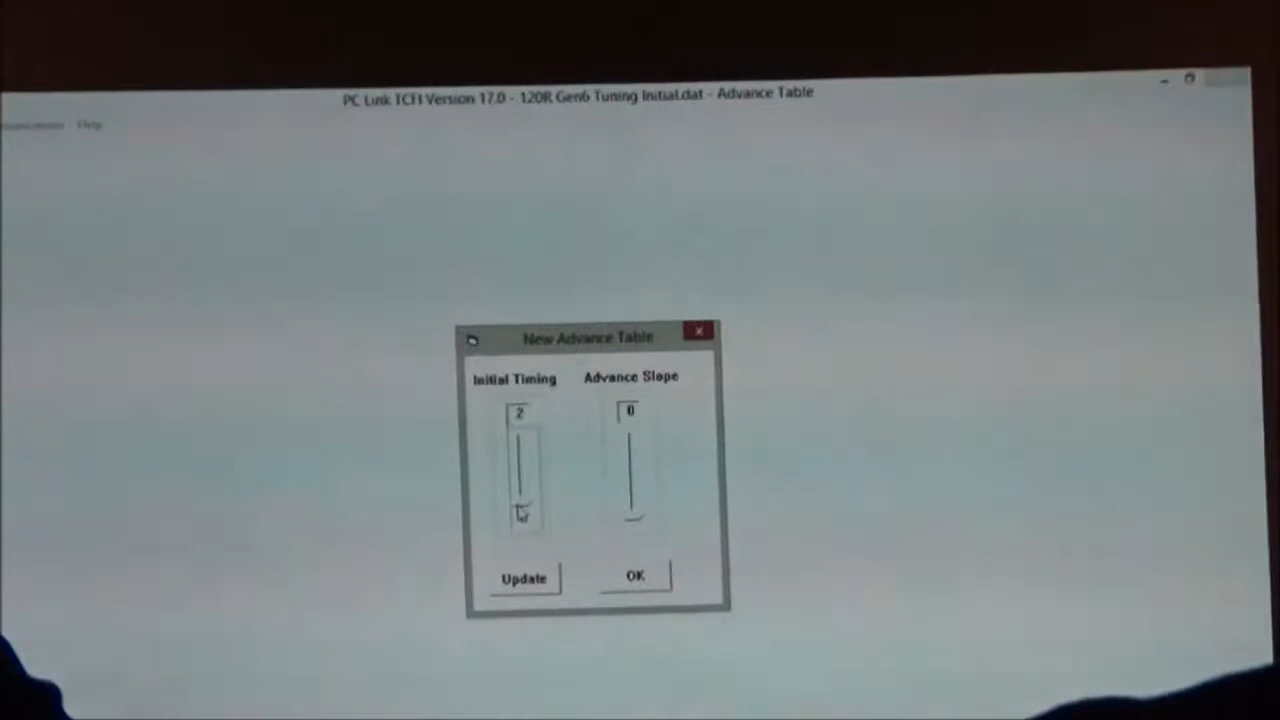 PC Link TCFI Version 17.0 - 120R Gen6 Tuning Initial.dat - Advance Table
Help
New Advance Table
Initial Timing Advance Slope
2 0
Update OK